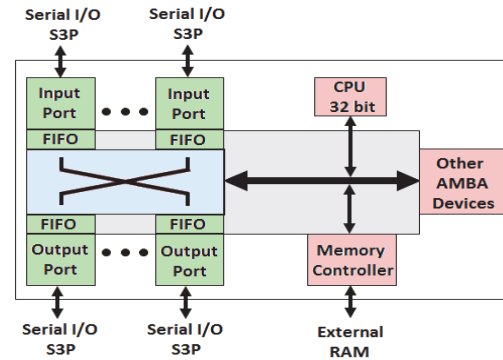 Serial I/O
S3P
Serial I/O
S3P
Input
Port
Input
Port
CPU
32 bit
FIFO
FIFO
Other
AMBA
Devices
FIFO
FIFO
Output
Port
Output
Port
Memory
Controller
Serial I/O
S3P
Serial I/O
S3P
External
RAM